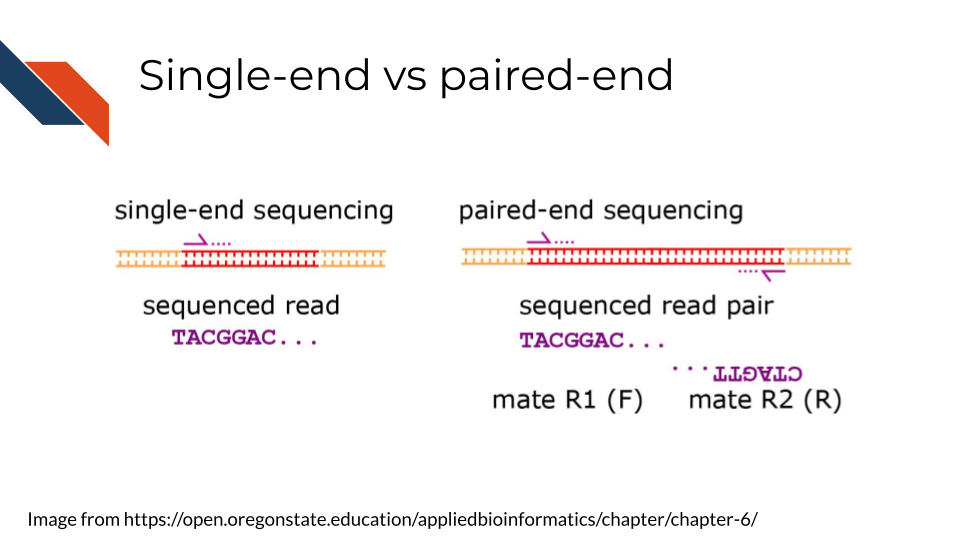 Single-end vs paired-end
single-end sequencing
sequenced read
TACGGAC...
paired-end sequencing
sequenced read pair
TACGGAC...
CTAGTT...
mate R1 (F) mate R2 (R)
Image from https://open.oregonstate.education/appliedbioinformatics/chapter/chapter-6/